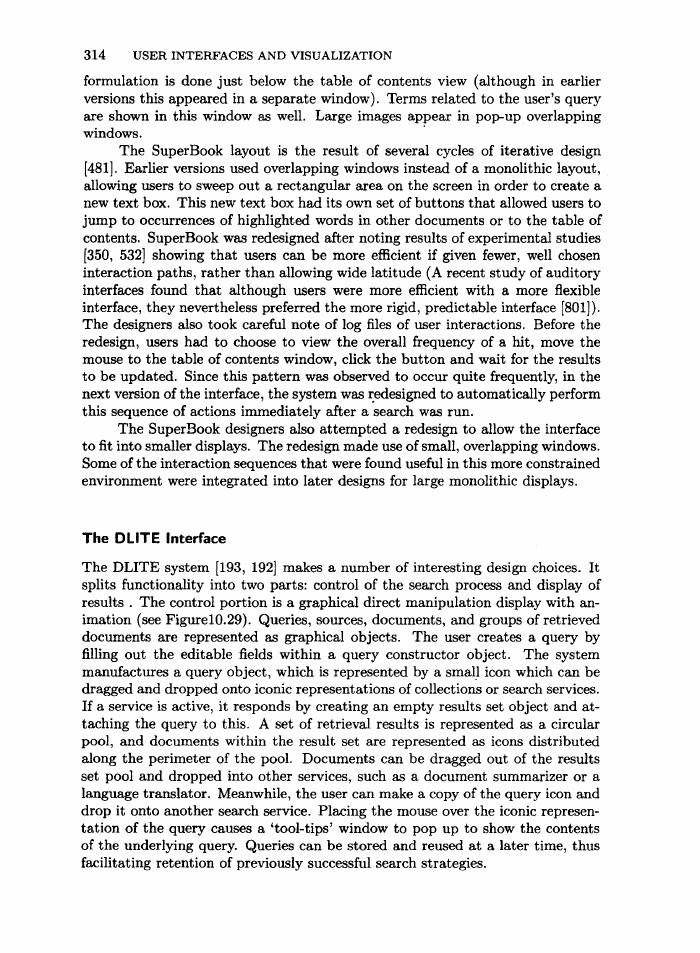 314 USER INTERFACES AND VISUALIZATION
formulation is done just below the table of contents view (although in earlier
versions this appeared in a separate window). Terms related to the user's query
are shown in this window as well. Large images appear in pop-up overlapping
windows.
The SuperBook layout is the result of several cycles of iterative design
[481]. Earlier versions used overlapping windows instead of a monolithic layout,
allowing users to sweep out a rectangular area on the screen in order to create a
new text box. This new text box had its own set of buttons that allowed users to
jump to occurrences of highlighted words in other documents or to the table of
contents. SuperBook was redesigned after noting results of experimental studies
[350, 532] showing that users can be more efficient if given fewer, well chosen
interaction paths, rather than allowing wide latitude (A recent study of auditory
interfaces found that although users were more efficient with a more flexible
interface, they nevertheless preferred the more rigid, predictable interface [801]).
The designers also took careful note of log files of user interactions. Before the
redesign, users had to choose to view the overall frequency of a hit, move the
mouse to the table of contents window, click the button and wait for the results
to be updated. Since this pattern was observed to occur quite frequently, in the
next version of the interface, the system was redesigned to automatically perform
this sequence of actions immediately after a search was run.
The SuperBook designers also attempted a redesign to allow the interface
to fit into smaller displays. The redesign made use of small, overlapping windows.
Some of the interaction sequences that were found useful in this more constrained
environment were integrated into later designs for large monolithic displays.
The DLITE Interface
The DLITE system [193, 192] makes a number of interesting design choices. It
splits functionality into two parts: control of the search process and display of
results . The control portion is a graphical direct manipulation display with an-
imation (see Figure10.29). Queries, sources, documents, and groups of retrieved
documents are represented as graphical objects. The user creates a query by
filling out the editable fields within a query constructor object. The system
manufactures a query object, which is represented by a small icon which can be
dragged and dropped onto iconic representations of collections or search services.
If a service is active, it responds by creating an empty results set object and at-
taching the query to this. A set of retrieval results is represented as a circular
pool, and documents within the result set are represented as icons distributed
along the perimeter of the pool. Documents can be dragged out of the results
set pool and dropped into other services, such as a document summarizer or a
language translator. Meanwhile, the user can make a copy of the query icon and
drop it onto another search service. Placing the mouse over the iconic represen-
tation of the query causes a 'tool-tips' window to pop up to show the contents
of the underlying query. Queries can be stored and reused at a later time, thus
facilitating retention of previously successful search strategies.